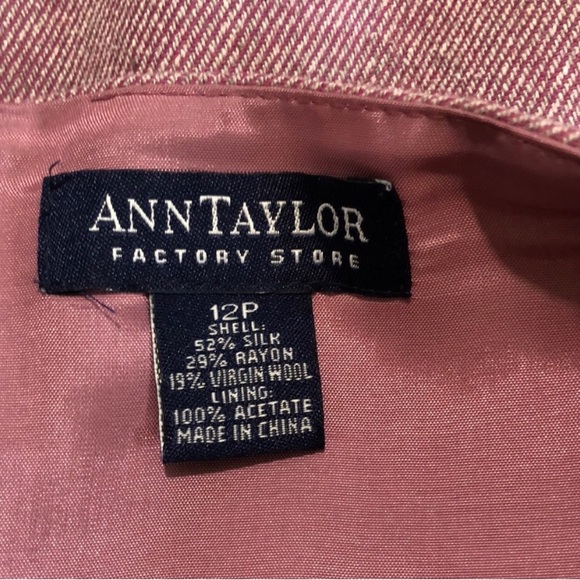 ANNTAYLOR
FACTORY STORE
12P
SHELL:
52% SILK
29% RAYON
19% VIRGIN WOOL
LINING:
100% ACETATE
MADE IN CHINA